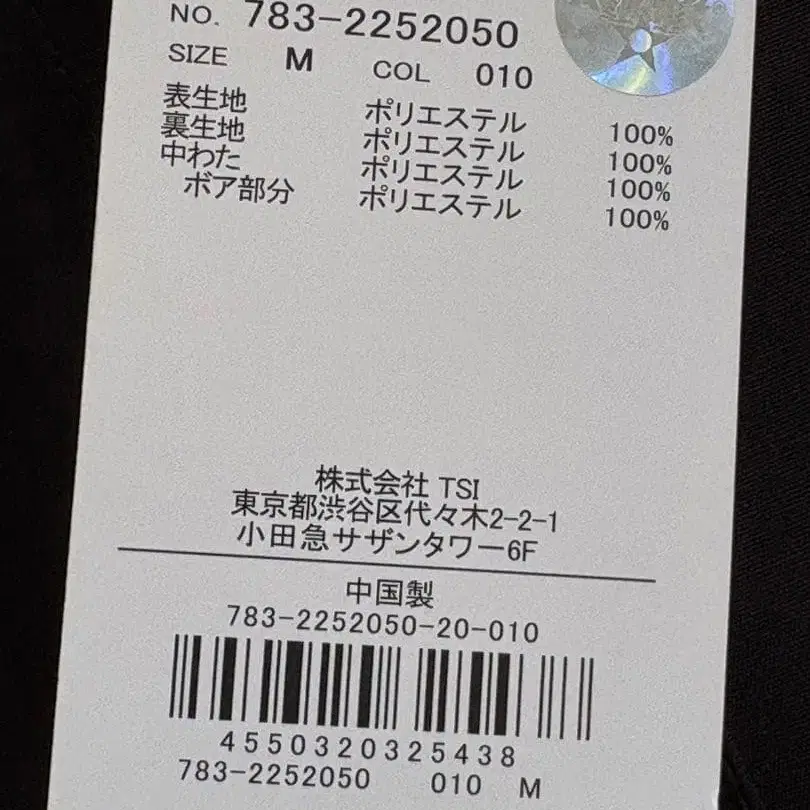 NO. 783-2252050
SIZE M COL 010
表生地 ポリエステル 100%
裏生地 ポリエステル 100%
中わた ポリエステル 100%
ボア部分 ポリエステル 100%
株式会社 TSI
東京都渋谷区代々木2-2-1
小田急サザンタワー6F
中国製
783-2252050-20-010
4550320325438
783-2252050 010 M